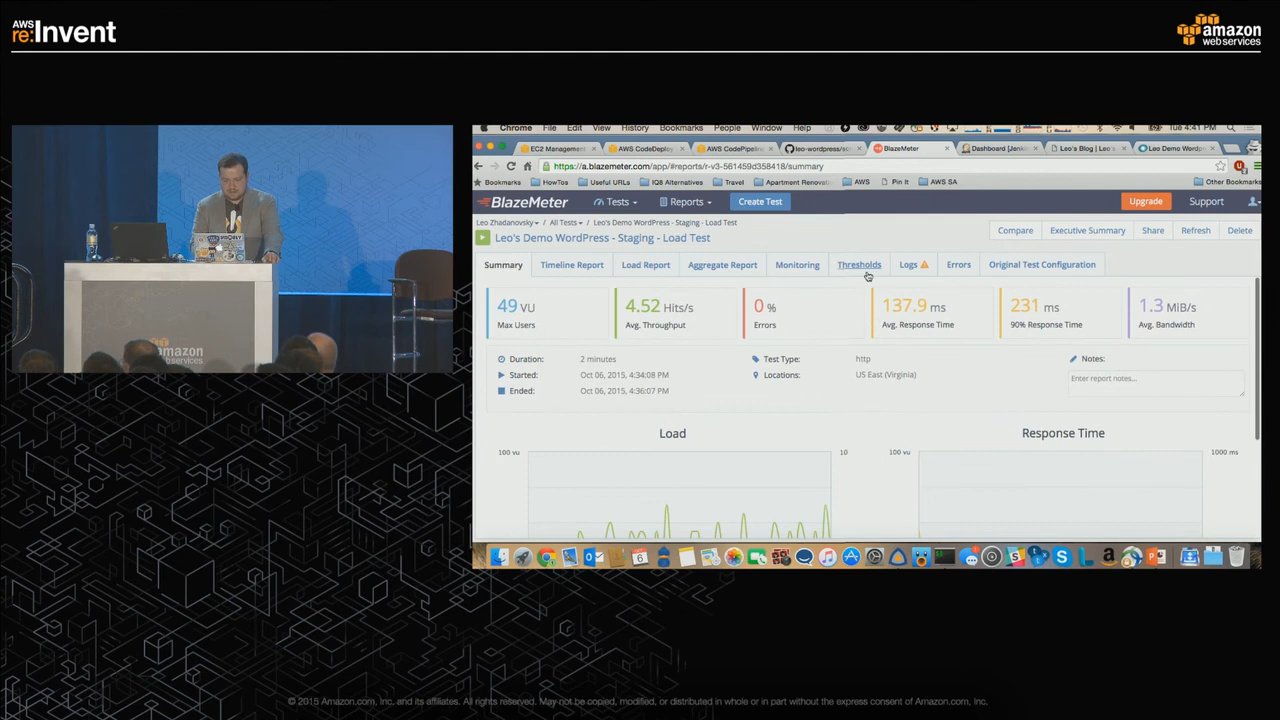 AWS
re:Invent
amazon
web services
Chrome File Edit View History Bookmarks People Window Help Tue 4:41 PM
EC2 Management AWS CodeDeploy AWS CodePipeline leo-wordpress/ BlazeMeter Dashboard [Jenki Leo's Blog | Leo's Leo Demo Wordpr
https://a.blazemeter.com/app/#reports/r-v3-561459d358418/summary
Bookmarks HowTos Useful URLs IQ8 Alternatives Travel Apartment Renovati AWS Pin It AWS SA Other Bookmarks
BlazeMeter Tests Reports Create Test Upgrade Support
Leo Zhadanovsky / All Tests / Leo's Demo WordPress - Staging - Load Test
Leo's Demo WordPress - Staging - Load Test Compare Executive Summary Share Refresh Delete
Summary Timeline Report Load Report Aggregate Report Monitoring Thresholds Logs Errors Original Test Configuration
49 VU 4.52 Hits/s 0 % 137.9 ms 231 ms 1.3 MiB/s
Max Users Avg. Throughput Errors Avg. Response Time 90% Response Time Avg. Bandwidth
Duration: 2 minutes Test Type: http Notes:
Started: Oct 06, 2015, 4:34:08 PM Locations: US East (Virginia) Enter report notes...
Ended: Oct 06, 2015, 4:36:07 PM
Load Response Time
100 vu 10 100 vu 1000 ms
amazon
© 2015 Amazon.com, Inc. and its affiliates. All rights reserved. May not be copied, modified, or distributed in whole or in part without the express consent of Amazon.com, Inc.